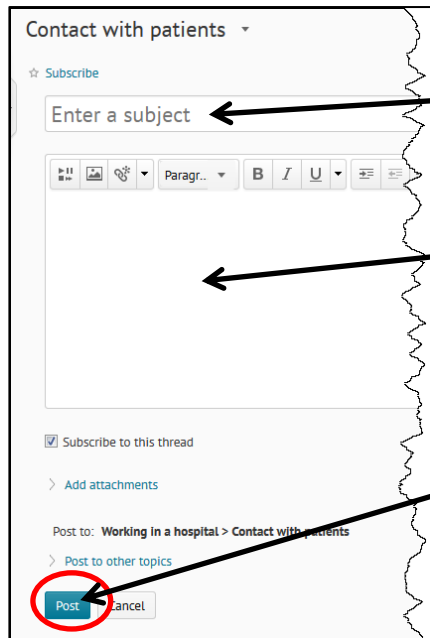 Contact with patients
Subscribe
Enter a subject
Paragr.. B I U
Subscribe to this thread
Add attachments
Post to: Working in a hospital > Contact with patients
Post to other topics
Post Cancel